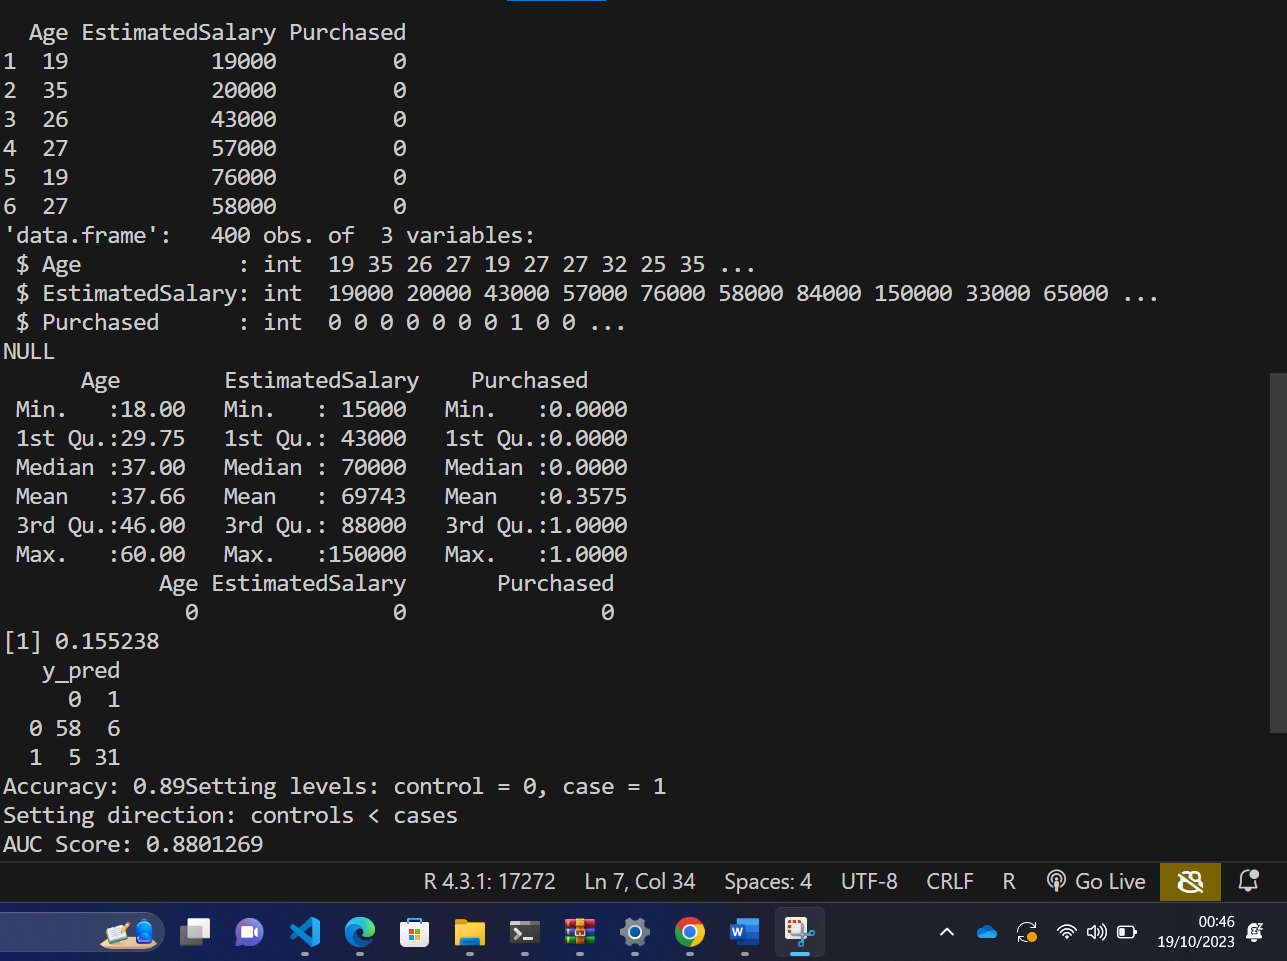 Age EstimatedSalary Purchased
1  19           19000         0
2  35           20000         0
3  26           43000         0
4  27           57000         0
5  19           76000         0
6  27           58000         0
'data.frame':   400 obs. of  3 variables:
 $ Age            : int  19 35 26 27 19 27 27 32 25 35 ...
 $ EstimatedSalary: int  19000 20000 43000 57000 76000 58000 84000 150000 33000 65000 ...
 $ Purchased      : int  0 0 0 0 0 0 0 1 0 0 ...
NULL
      Age        EstimatedSalary    Purchased
 Min.   :18.00   Min.   : 15000   Min.   :0.0000
 1st Qu.:29.75   1st Qu.: 43000   1st Qu.:0.0000
 Median :37.00   Median : 70000   Median :0.0000
 Mean   :37.66   Mean   : 69743   Mean   :0.3575
 3rd Qu.:46.00   3rd Qu.: 88000   3rd Qu.:1.0000
 Max.   :60.00   Max.   :150000   Max.   :1.0000
            Age EstimatedSalary       Purchased
              0               0               0
[1] 0.155238
   y_pred
     0  1
  0 58  6
  1  5 31
Accuracy: 0.89Setting levels: control = 0, case = 1
Setting direction: controls < cases
AUC Score: 0.8801269
R 4.3.1: 17272 Ln 7, Col 34 Spaces: 4 UTF-8 CRLF R Go Live
00:46
19/10/2023